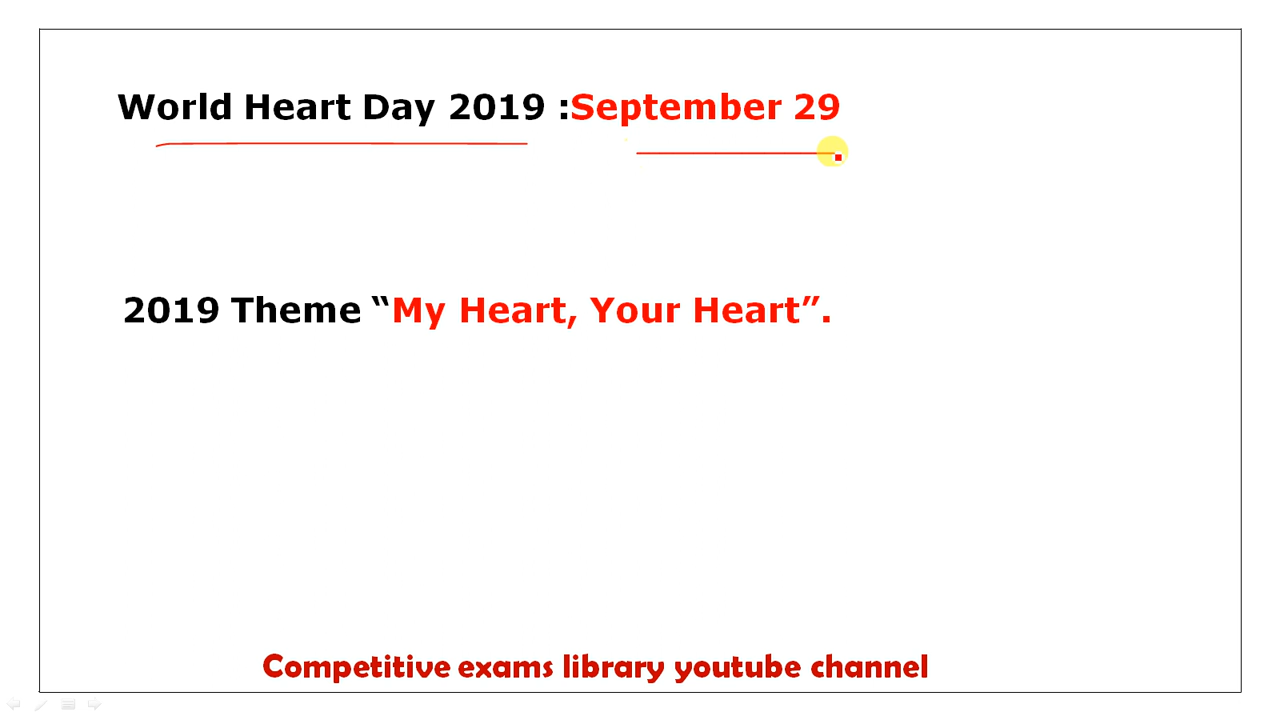 World Heart Day 2019 :September 29
2019 Theme “My Heart, Your Heart”.
Competitive exams library youtube channel